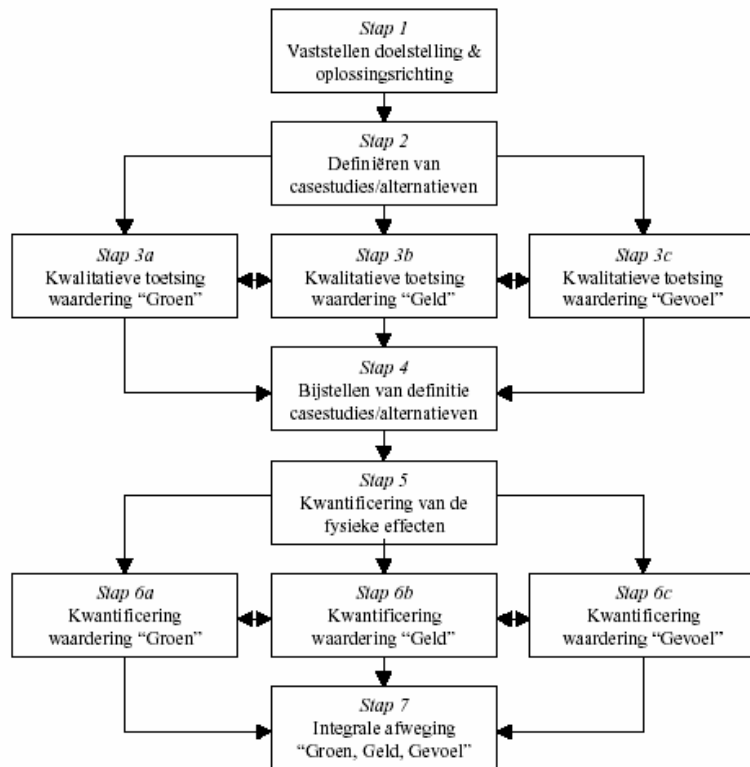 Stap 1
Vaststellen doelstelling &
oplossingsrichting
Stap 2
Definiëren van
casestudies/alternatieven
Stap 3a
Kwalitatieve toetsing
waardering “Groen”
Stap 3b
Kwalitatieve toetsing
waardering “Geld”
Stap 3c
Kwalitatieve toetsing
waardering “Gevoel”
Stap 4
Bijstellen van definitie
casestudies/alternatieven
Stap 5
Kwantificering van de
fysieke effecten
Stap 6a
Kwantificering
waardering “Groen”
Stap 6b
Kwantificering
waardering “Geld”
Stap 6c
Kwantificering
waardering “Gevoel”
Stap 7
Integrale afweging
“Groen, Geld, Gevoel”